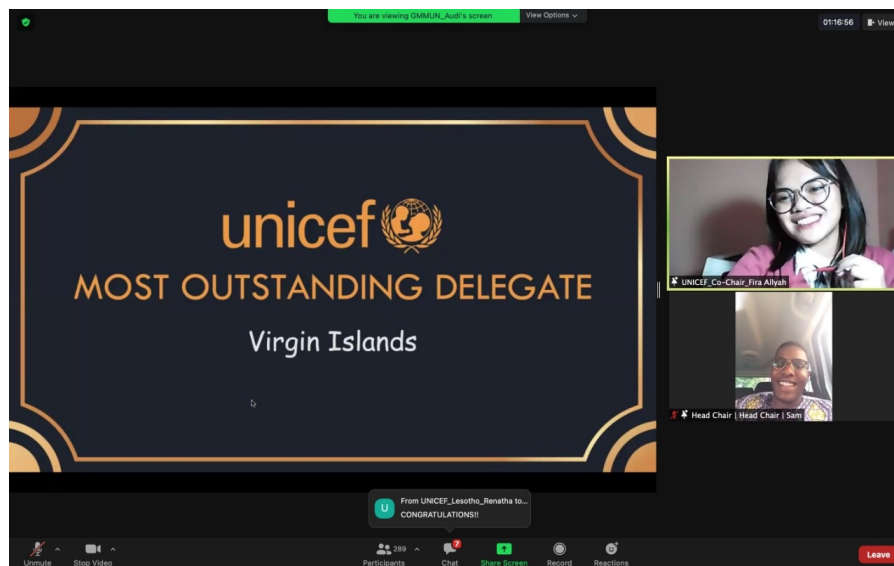 You are viewing GMMUN_Audi's screen
View Options
01:16:56
View
unicef
MOST OUTSTANDING DELEGATE
Virgin Islands
UNICEF_Co-Chair_Fira Allyah
Head Chair | Head Chair | Sam
U
From UNICEF_Lesotho_Renatha to...
CONGRATULATIONS!!
Unmute
Stop Video
289
Participants
7
Chat
Share Screen
Record
Reactions
Leave